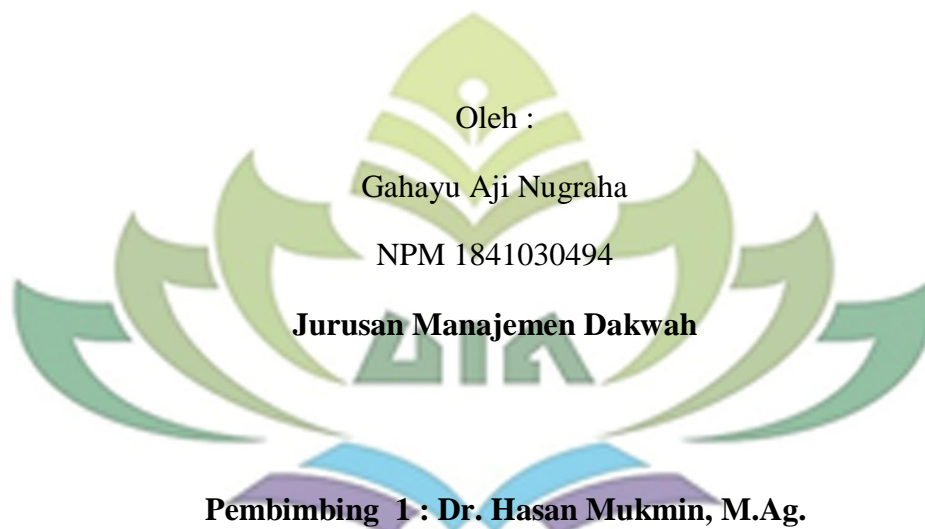 Oleh :
Gahayu Aji Nugraha
NPM 1841030494
Jurusan Manajemen Dakwah
Pembimbing 1 : Dr. Hasan Mukmin, M.Ag.